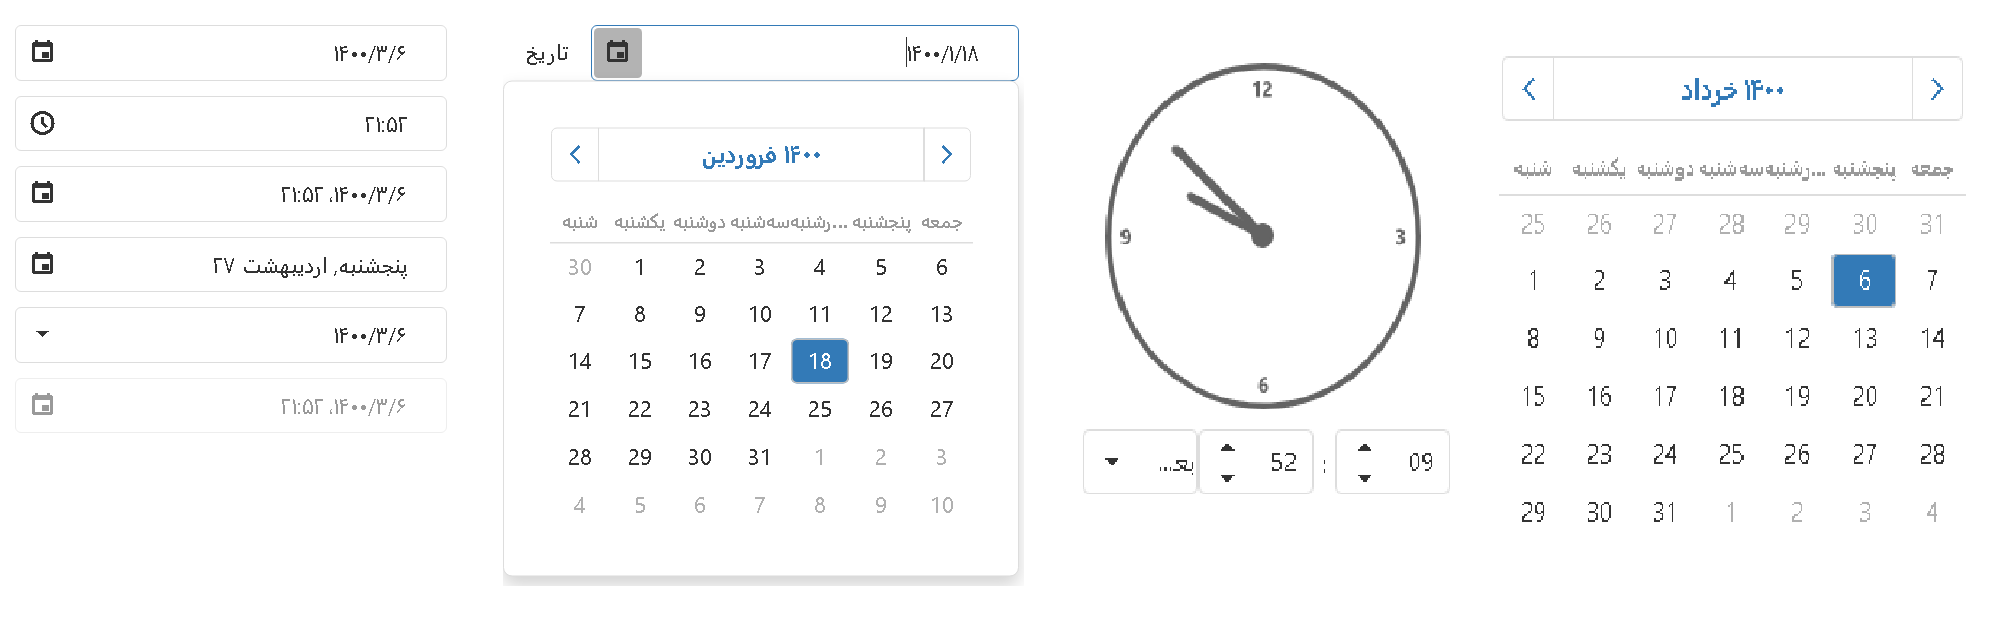 ۱۴۰۰/۳/۶
۲۱:۵۲
۱۴۰۰/۳/۶، ۲۱:۵۲
پنجشنبه, اردیبهشت ۲۷
۱۴۰۰/۳/۶
۱۴۰۰/۳/۶، ۲۱:۵۲
تاریخ
۱۴۰۰/۱/۱۸
۱۴۰۰ فروردین
شنبه یکشنبه دوشنبه سه‌شنبه ...رشنبه پنجشنبه جمعه
30 1 2 3 4 5 6
7 8 9 10 11 12 13
14 15 16 17 18 19 20
21 22 23 24 25 26 27
28 29 30 31 1 2 3
4 5 6 7 8 9 10
12
9 3
6
بعـ... 52 : 09
۱۴۰۰ خرداد
شنبه یکشنبه دوشنبه سه‌شنبه ...رشنبه پنجشنبه جمعه
25 26 27 28 29 30 31
1 2 3 4 5 6 7
8 9 10 11 12 13 14
15 16 17 18 19 20 21
22 23 24 25 26 27 28
29 30 31 1 2 3 4